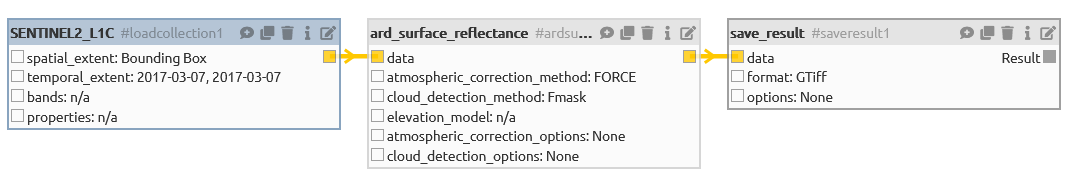 SENTINEL2_L1C #loadcollection1
spatial_extent: Bounding Box
temporal_extent: 2017-03-07, 2017-03-07
bands: n/a
properties: n/a
ard_surface_reflectance #ardsu...
data
atmospheric_correction_method: FORCE
cloud_detection_method: Fmask
elevation_model: n/a
atmospheric_correction_options: None
cloud_detection_options: None
save_result #saveresult1
data Result
format: GTiff
options: None